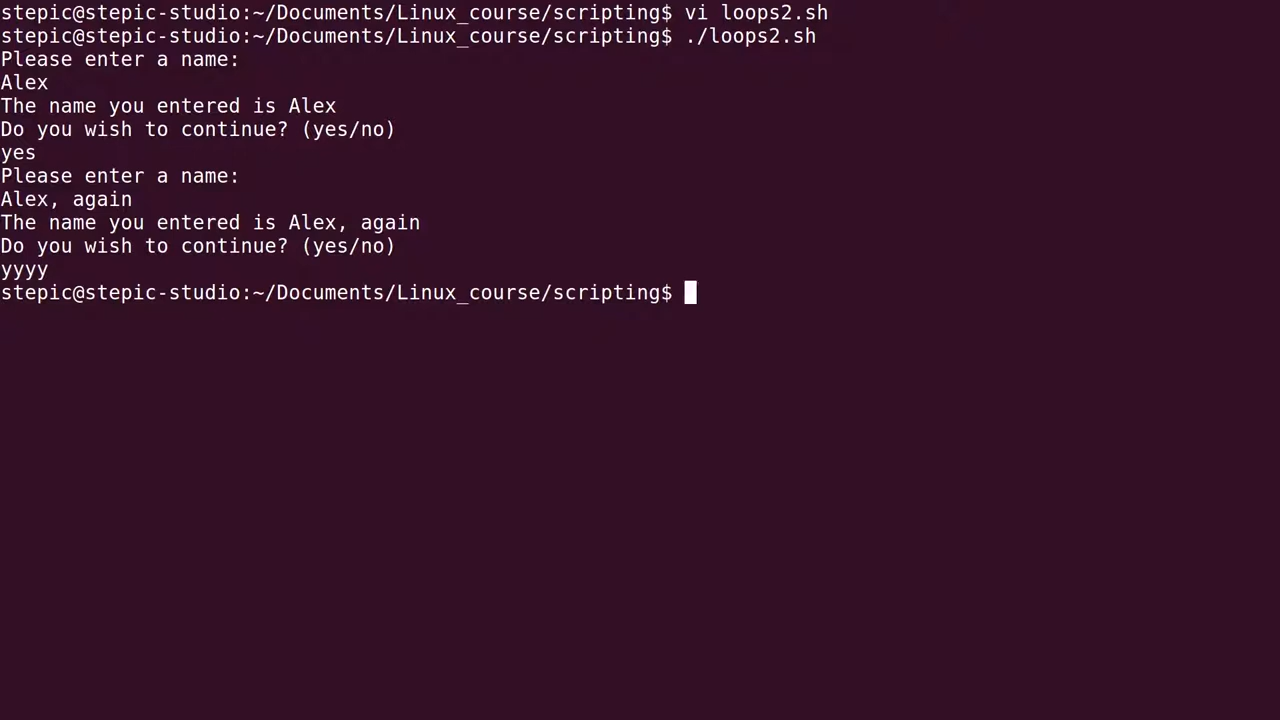 stepic@stepic-studio:~/Documents/Linux_course/scripting$ vi loops2.sh
stepic@stepic-studio:~/Documents/Linux_course/scripting$ ./loops2.sh
Please enter a name:
Alex
The name you entered is Alex
Do you wish to continue? (yes/no)
yes
Please enter a name:
Alex, again
The name you entered is Alex, again
Do you wish to continue? (yes/no)
yyyy
stepic@stepic-studio:~/Documents/Linux_course/scripting$